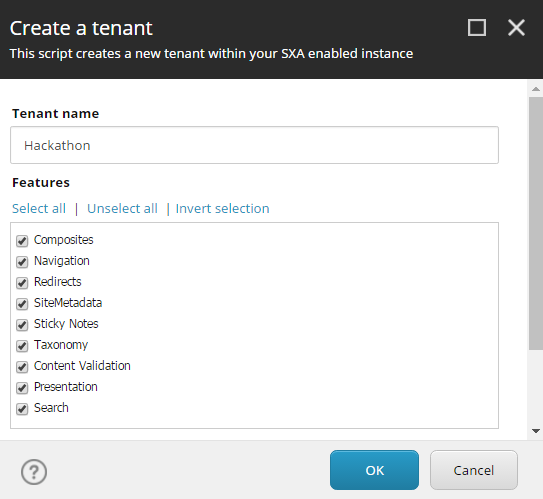 Create a tenant
This script creates a new tenant within your SXA enabled instance
Tenant name
Hackathon
Features
Select all | Unselect all | Invert selection
Composites
Navigation
Redirects
SiteMetadata
Sticky Notes
Taxonomy
Content Validation
Presentation
Search
? OK Cancel